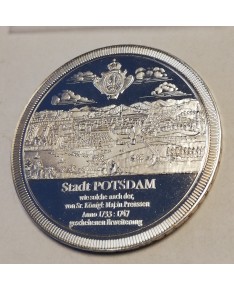 Stadt POTSDAM
wie solche nach der,
von Sr. Königl: Maj. in Preussen
Anno 1733 : 1747
geschehenen Erweiterung